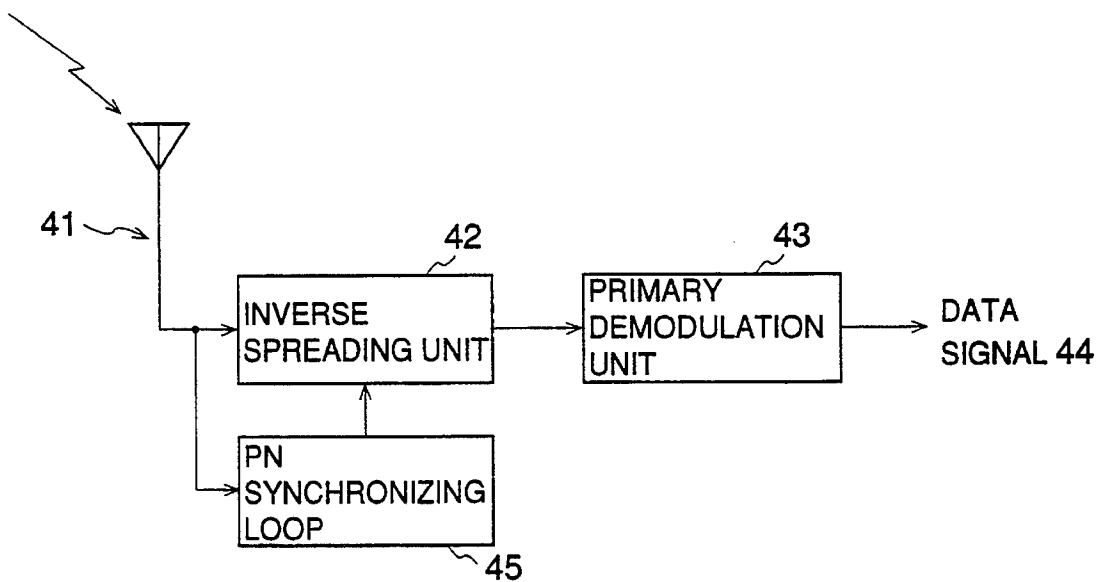 41
42
INVERSE
SPREADING UNIT
43
PRIMARY
DEMODULATION
UNIT
DATA
SIGNAL 44
PN
SYNCHRONIZING
LOOP
45